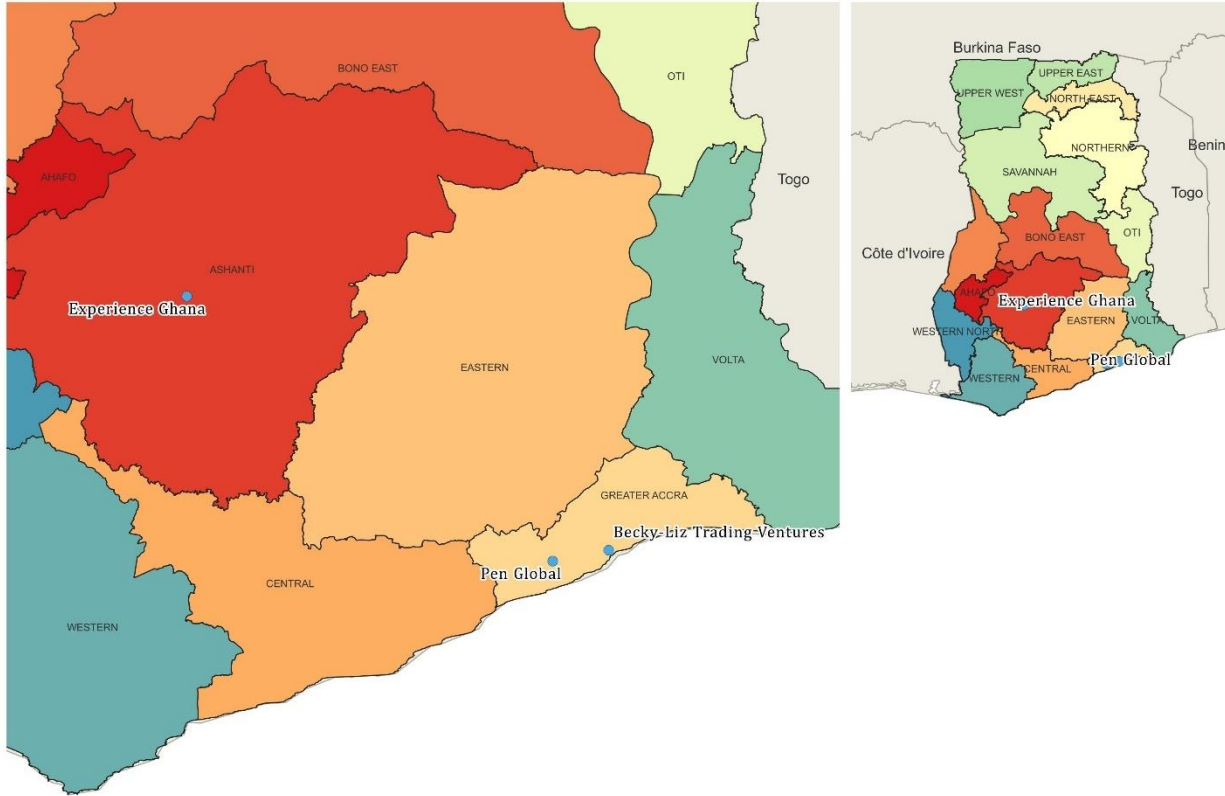 BONO EAST
OTI
AHAFO
Togo
ASHANTI
Experience Ghana
EASTERN
VOLTA
GREATER ACCRA
Becky-Liz Trading Ventures
Pen Global
CENTRAL
WESTERN
Burkina Faso
UPPER EAST
UPPER WEST
NORTH EAST
NORTHERN
Benin
SAVANNAH
Togo
OTI
BONO EAST
Côte d'Ivoire
AHAFO
Experience Ghana
EASTERN
VOLTA
WESTERN NORTH
Pen Global
CENTRAL
WESTERN